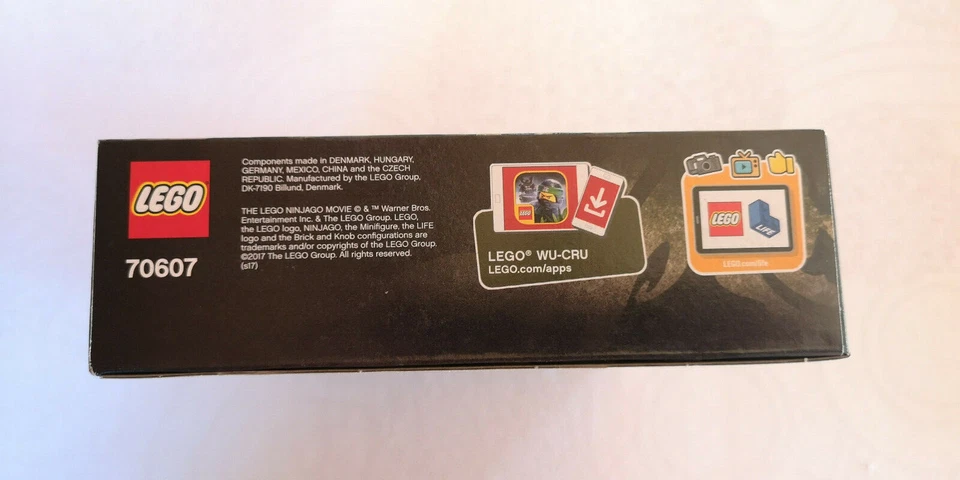 LEGO
70607
Components made in DENMARK, HUNGARY,
GERMANY, MEXICO, CHINA and the CZECH
REPUBLIC. Manufactured by the LEGO Group.
DK-7190 Billund, Denmark.
THE LEGO NINJAGO MOVIE © & ™ Warner Bros.
Entertainment Inc. & The LEGO Group. LEGO,
the LEGO logo, NINJAGO, the Minifigure, the LIFE
logo and the Brick and Knob configurations are
trademarks and/or copyrights of the LEGO Group.
©2017 The LEGO Group. All rights reserved.
(s17)
LEGO
LEGO® WU-CRU
LEGO.com/apps
LEGO
LIFE
LEGO.com/life